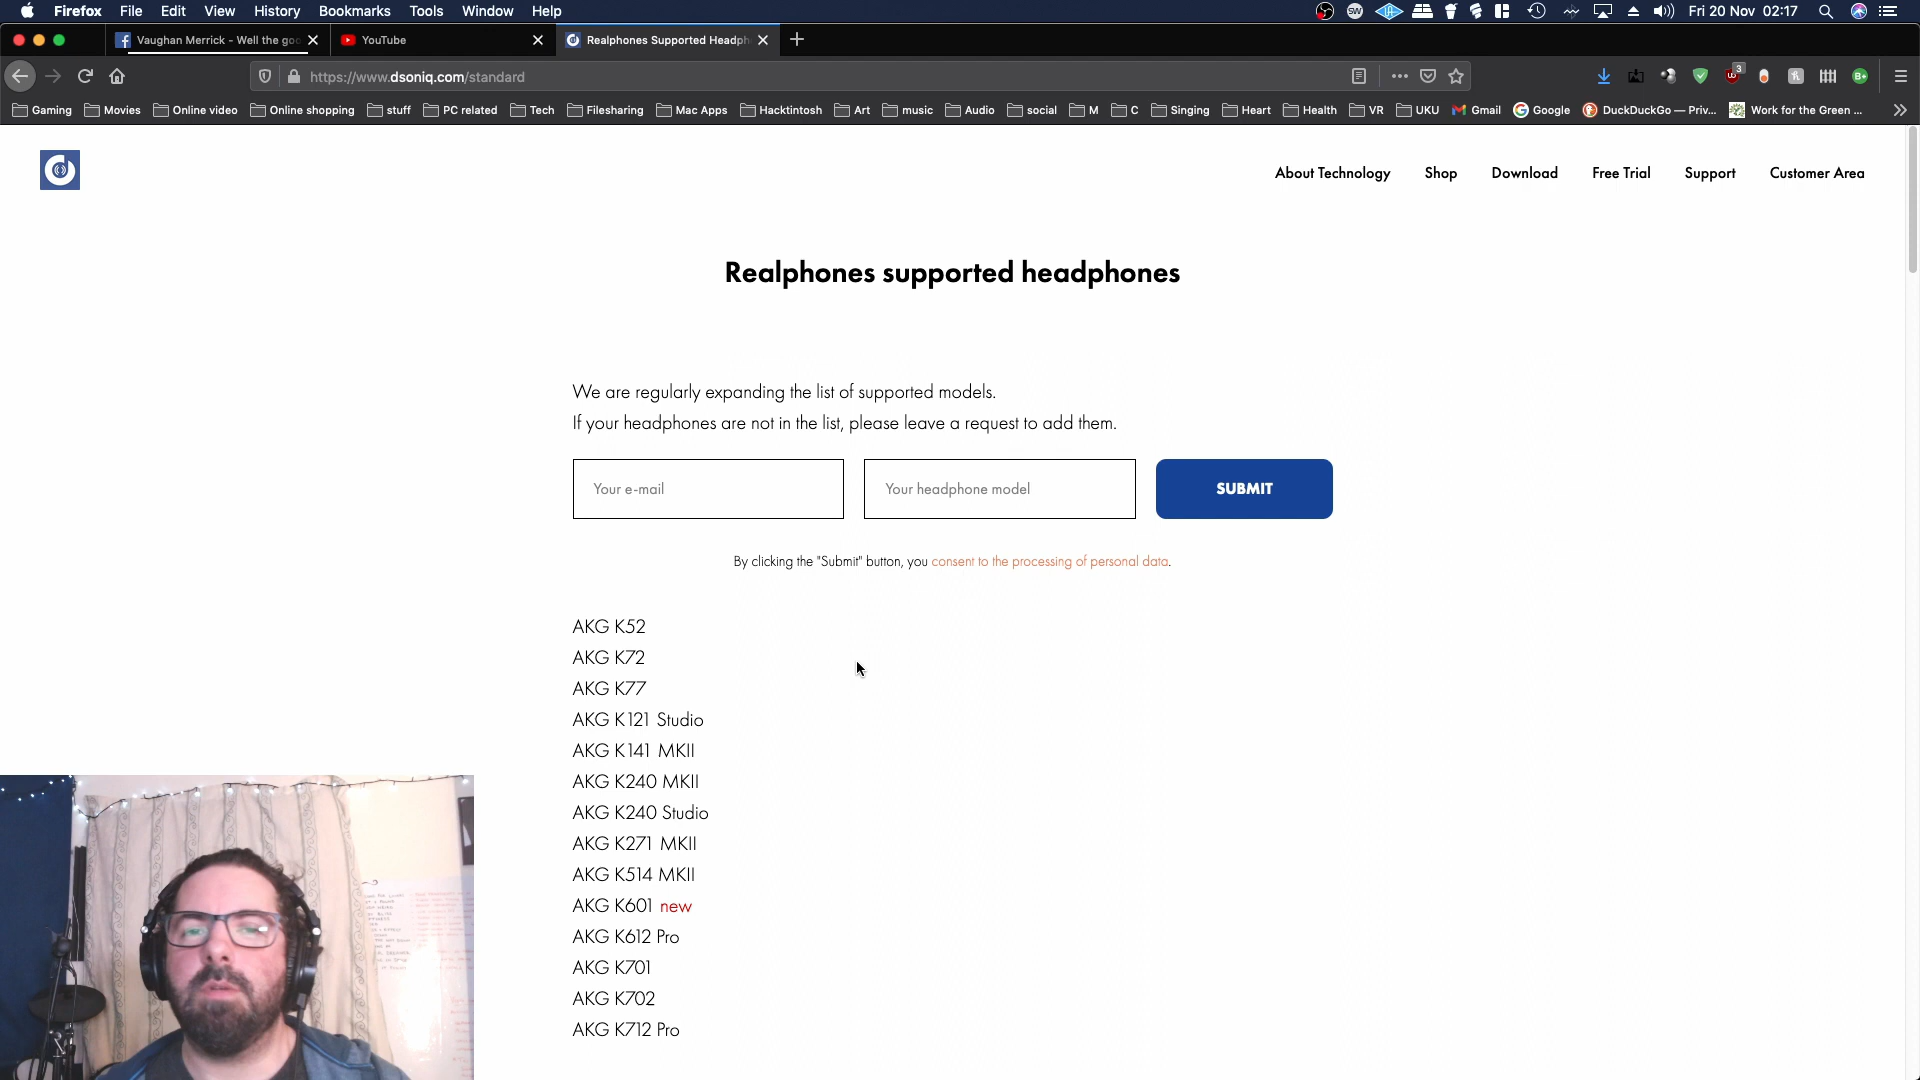 Firefox File Edit View History Bookmarks Tools Window Help
SW
Fri 20 Nov 02:17
Vaughan Merrick - Well the goo
YouTube
Realphones Supported Headph
https://www.dsoniq.com/standard
3
B+
Gaming Movies Online video Online shopping stuff PC related Tech Filesharing Mac Apps Hacktintosh Art music Audio social M C Singing Heart Health VR UKU Gmail Google DuckDuckGo — Priv... Work for the Green ...
About Technology Shop Download Free Trial Support Customer Area
Realphones supported headphones
We are regularly expanding the list of supported models.
If your headphones are not in the list, please leave a request to add them.
Your e-mail Your headphone model SUBMIT
By clicking the "Submit" button, you consent to the processing of personal data.
AKG K52
AKG K72
AKG K77
AKG K121 Studio
AKG K141 MKII
AKG K240 MKII
AKG K240 Studio
AKG K271 MKII
AKG K514 MKII
AKG K601 new
AKG K612 Pro
AKG K701
AKG K702
AKG K712 Pro